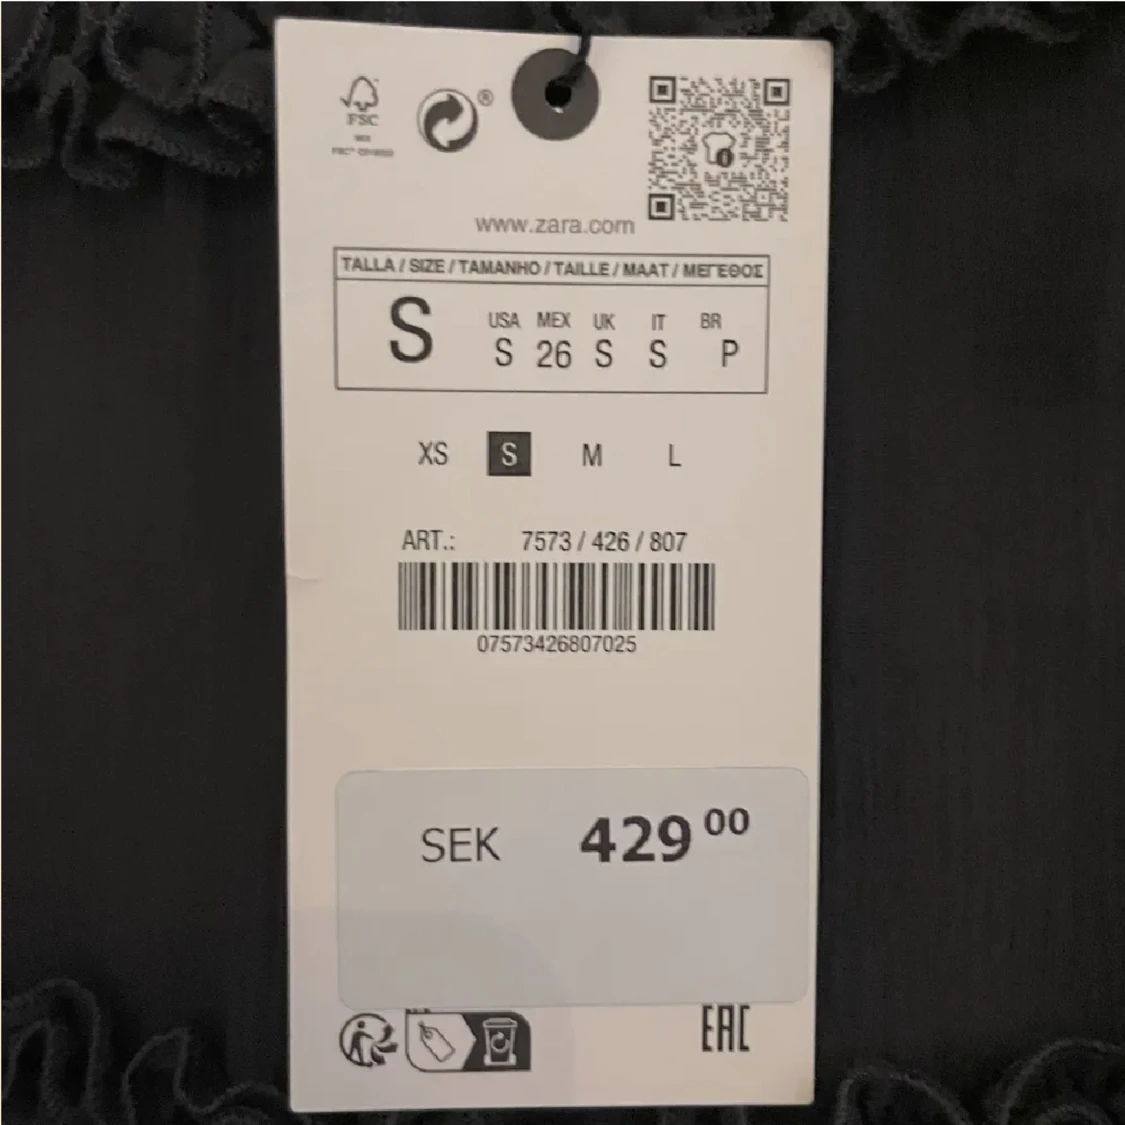 FSC
®
www.zara.com
TALLA / SIZE / TAMANHO / TAILLE / MAAT / ΜΕΓΕΘΟΣ
S
USA MEX UK IT BR
S 26 S S P
XS S M L
ART.: 7573 / 426 / 807
07573426807025
SEK 429 00
EAC